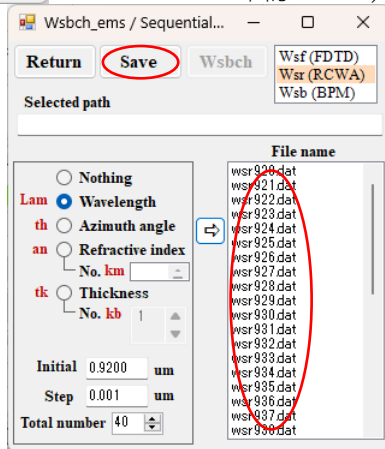 Wsbch_ems / Sequential...
Return Save Wsbch
Wsf (FDTD)
Wsr (RCWA)
Wsb (BPM)
Selected path
File name
Nothing
Lam Wavelength
th Azimuth angle
an Refractive index
No. km
tk Thickness
No. kb 1
Initial 0.9200 um
Step 0.001 um
Total number 40
wsr920.dat
wsr921.dat
wsr922.dat
wsr923.dat
wsr924.dat
wsr925.dat
wsr926.dat
wsr927.dat
wsr928.dat
wsr929.dat
wsr930.dat
wsr931.dat
wsr932.dat
wsr933.dat
wsr934.dat
wsr935.dat
wsr936.dat
wsr937.dat
wsr938.dat